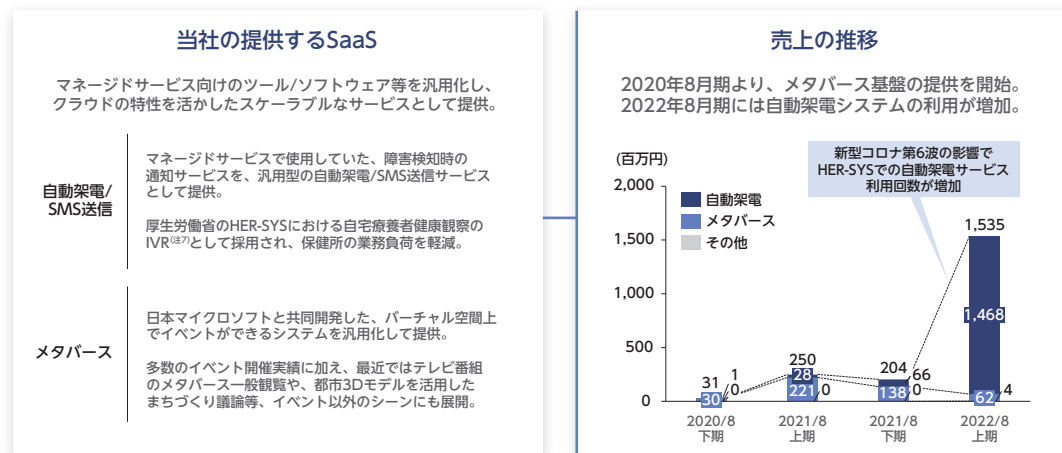 当社の提供するSaaS
マネージドサービス向けのツール/ソフトウェア等を汎用化し、
クラウドの特性を活かしたスケーラブルなサービスとして提供。
自動架電/
SMS送信
マネージドサービスで使用していた、障害検知時の
通知サービスを、汎用型の自動架電/SMS送信サービス
として提供。
厚生労働省のHER-SYSにおける自宅療養者健康観察の
IVR(注7)として採用され、保健所の業務負荷を軽減。
メタバース
日本マイクロソフトと共同開発した、バーチャル空間上
でイベントができるシステムを汎用化して提供。
多数のイベント開催実績に加え、最近ではテレビ番組
のメタバース一般観覧や、都市3Dモデルを活用した
まちづくり議論等、イベント以外のシーンにも展開。
売上の推移
2020年8月期より、メタバース基盤の提供を開始。
2022年8月期には自動架電システムの利用が増加。
(百万円)
新型コロナ第6波の影響で
HER-SYSでの自動架電サービス
利用回数が増加
2,000
1,500
1,000
500
0
自動架電
メタバース
その他
31
1
30
0
250
28
221
0
204
66
138
0
1,535
1,468
62
4
2020/8
下期
2021/8
上期
2021/8
下期
2022/8
上期